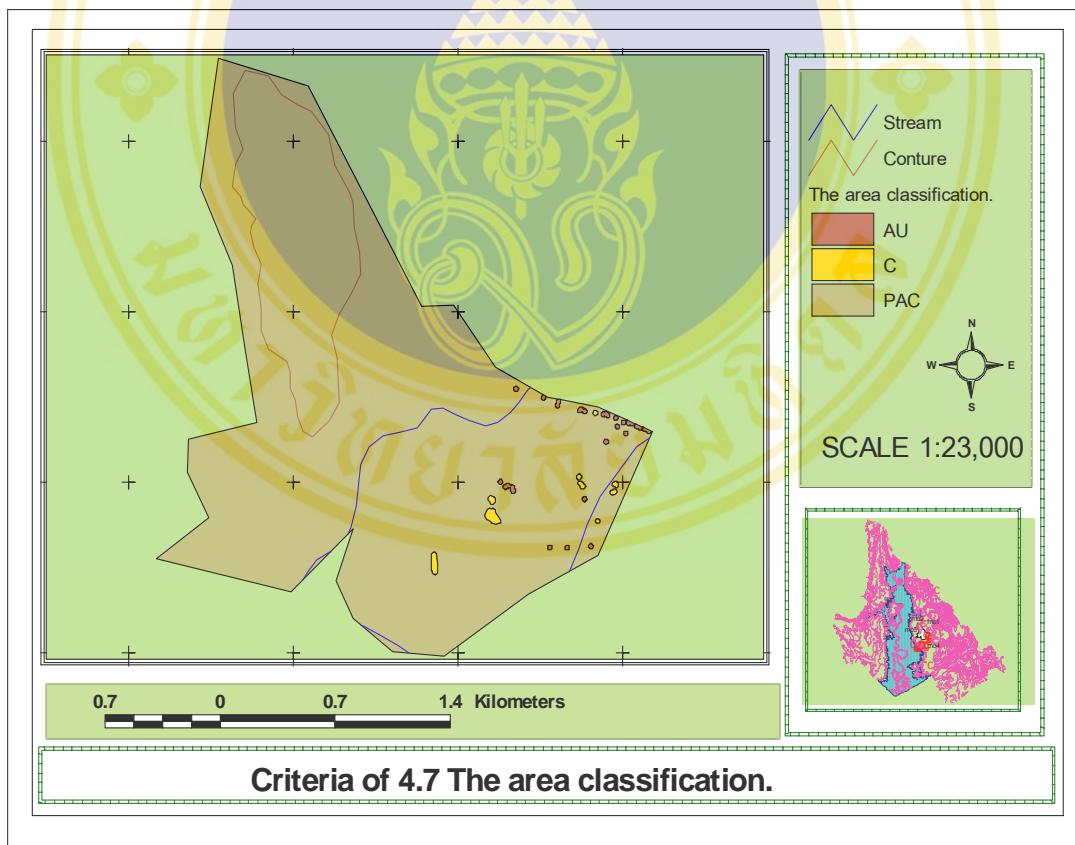 Stream
Conture
The area classification.
AU
C
PAC
N
W E
S
SCALE 1:23,000
0.7 0 0.7 1.4 Kilometers
Criteria of 4.7 The area classification.